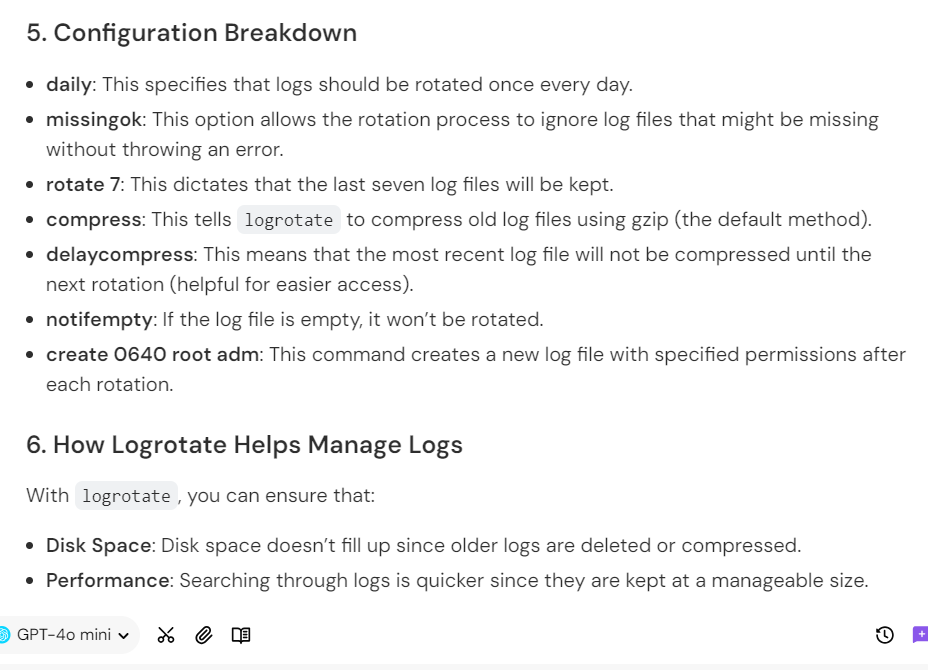 5. Configuration Breakdown
• daily: This specifies that logs should be rotated once every day.
• missingok: This option allows the rotation process to ignore log files that might be missing
without throwing an error.
• rotate 7: This dictates that the last seven log files will be kept.
• compress: This tells logrotate to compress old log files using gzip (the default method).
• delaycompress: This means that the most recent log file will not be compressed until the
next rotation (helpful for easier access).
• notifempty: If the log file is empty, it won’t be rotated.
• create 0640 root adm: This command creates a new log file with specified permissions after
each rotation.
6. How Logrotate Helps Manage Logs
With logrotate, you can ensure that:
• Disk Space: Disk space doesn’t fill up since older logs are deleted or compressed.
• Performance: Searching through logs is quicker since they are kept at a manageable size.
GPT-4o mini